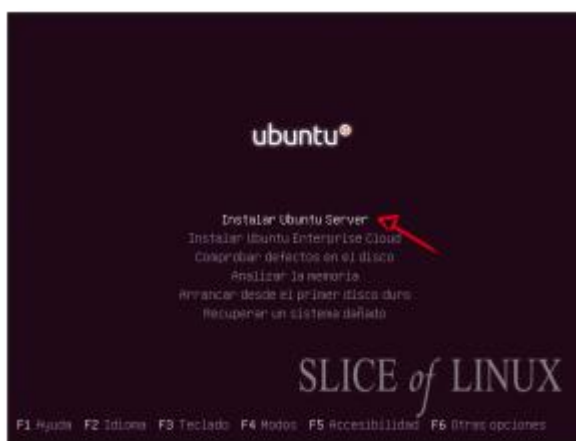 ubuntu
Instalar Ubuntu Server
Instalar Ubuntu Enterprise Cloud
Comprobar defectos en el disco
Analizar la memoria
Arrancar desde el primer disco duro
Recuperar un sistema dañado
SLICE of LINUX
F1 Ayuda F2 Idioma F3 Teclado F4 Modos F5 Accesibilidad F6 Otras opciones